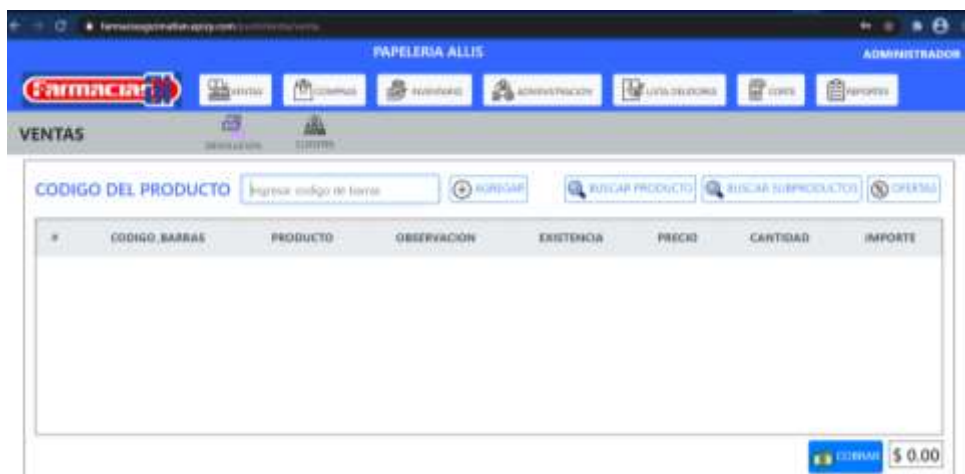 PAPELERIA ALLIS
ADMINISTRADOR
Farmacias
VENTAS COMPRAS INVENTARIO ADMINISTRACION LISTA DEUDORES CORTE REPORTES
VENTAS
DEVOLUCION CLIENTES
CODIGO DEL PRODUCTO Ingresar codigo de barras AGREGAR BUSCAR PRODUCTO BUSCAR SUBPRODUCTOS OFERTAS
# CODIGO_BARRAS PRODUCTO OBSERVACION EXISTENCIA PRECIO CANTIDAD IMPORTE
COBRAR $ 0.00